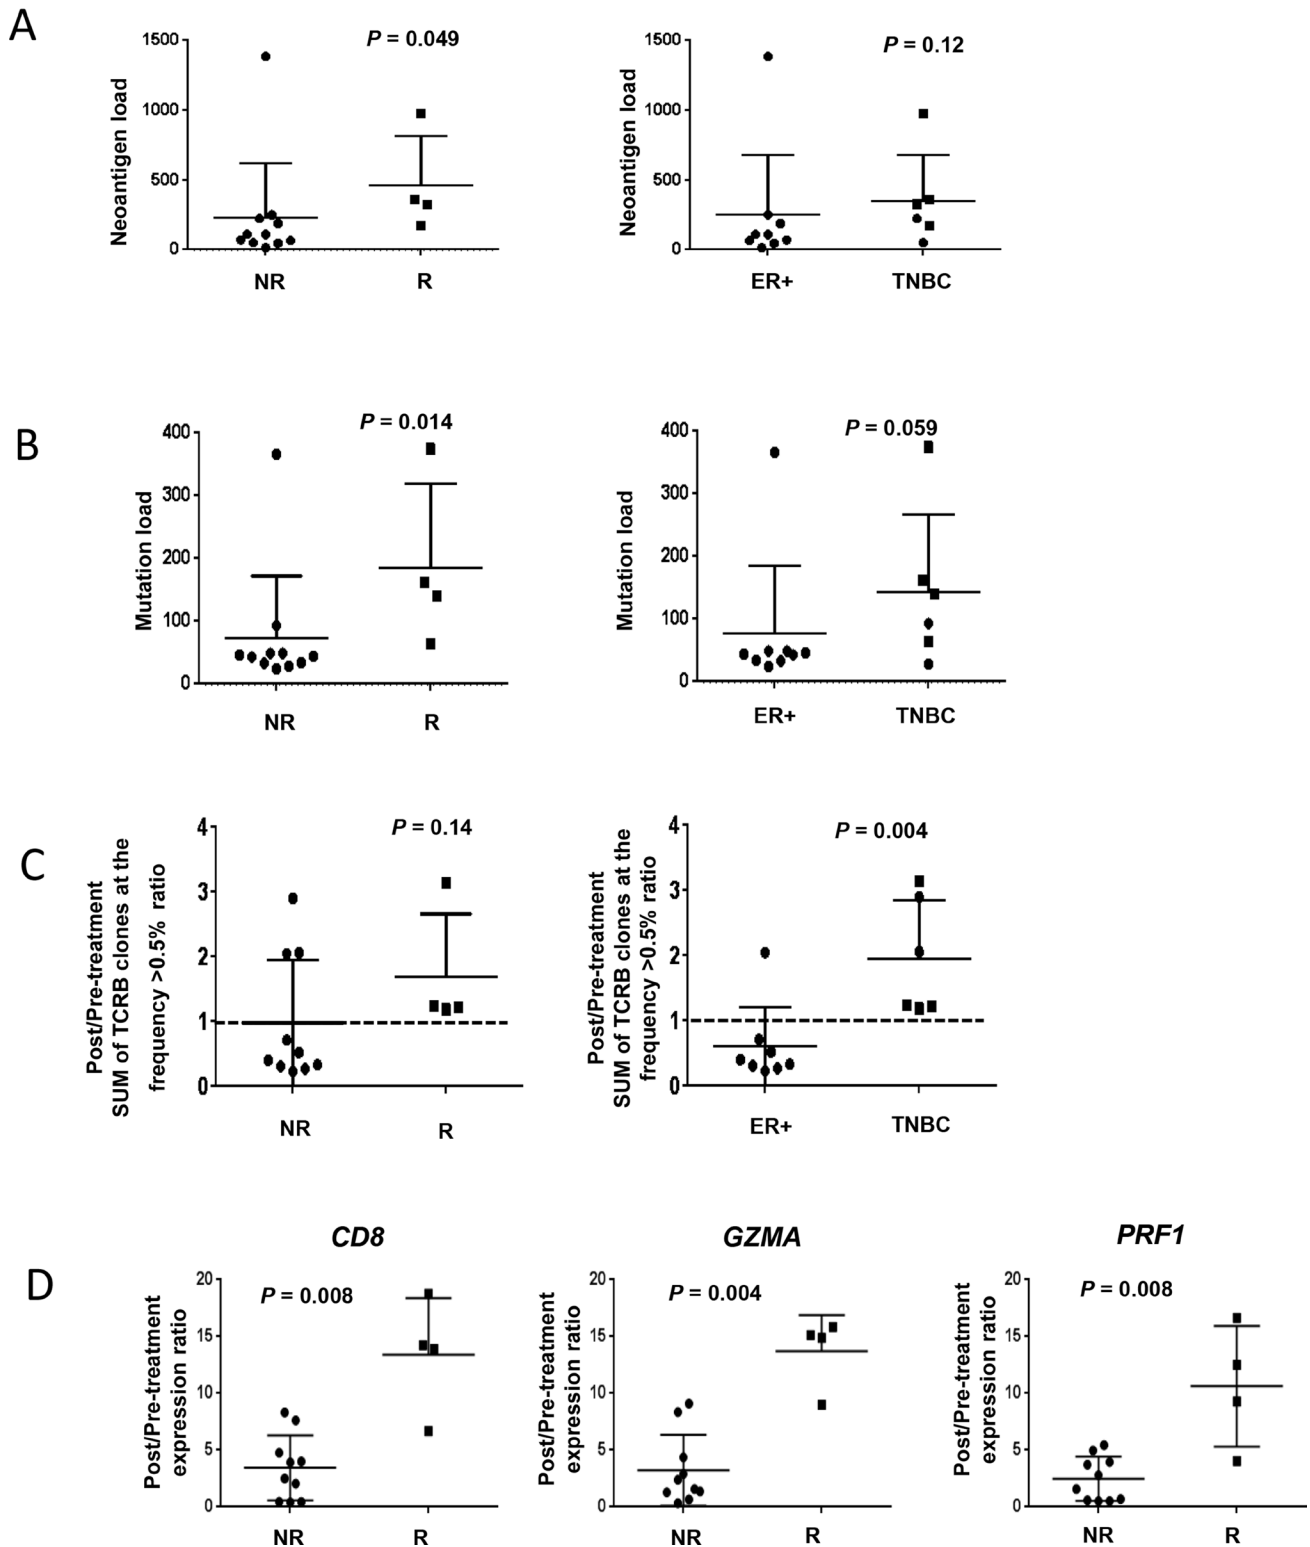 A
Neoantigen load
1500
1000
500
0
P = 0.049
NR
R
Neoantigen load
1500
1000
500
0
P = 0.12
ER+
TNBC
B
Mutation load
400
300
200
100
0
P = 0.014
NR
R
Mutation load
400
300
200
100
0
P = 0.059
ER+
TNBC
C
Post/Pre-treatment
SUM of TCRB clones at the
frequency >0.5% ratio
4
3
2
1
0
P = 0.14
NR
R
Post/Pre-treatment
SUM of TCRB clones at the
frequency >0.5% ratio
4
3
2
1
0
P = 0.004
ER+
TNBC
D
CD8
Post/Pre-treatment
expression ratio
20
15
10
5
0
P = 0.008
NR
R
GZMA
Post/Pre-treatment
expression ratio
20
15
10
5
0
P = 0.004
NR
R
PRF1
Post/Pre-treatment
expression ratio
20
15
10
5
0
P = 0.008
NR
R